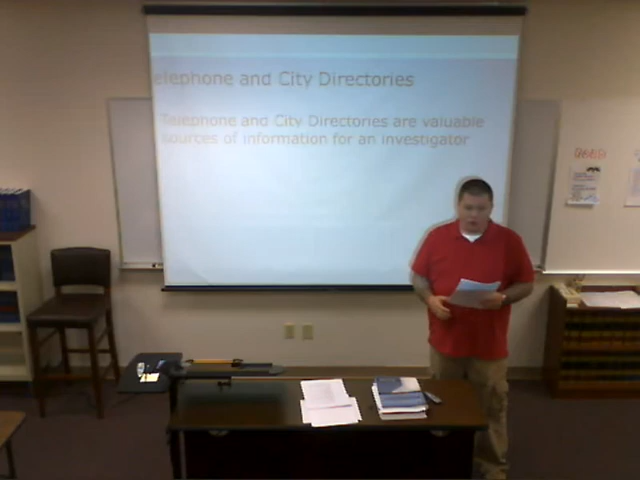 elephone and City Directories
Telephone and City Directories are valuable
sources of information for an investigator